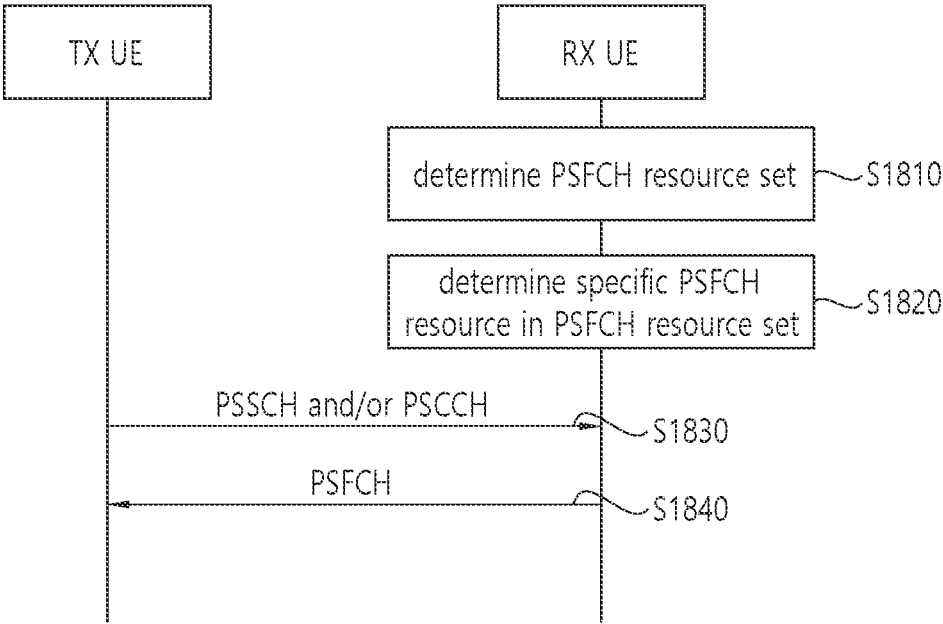 TX UE
RX UE
determine PSFCH resource set
S1810
determine specific PSFCH
resource in PSFCH resource set
S1820
PSSCH and/or PSCCH
S1830
PSFCH
S1840